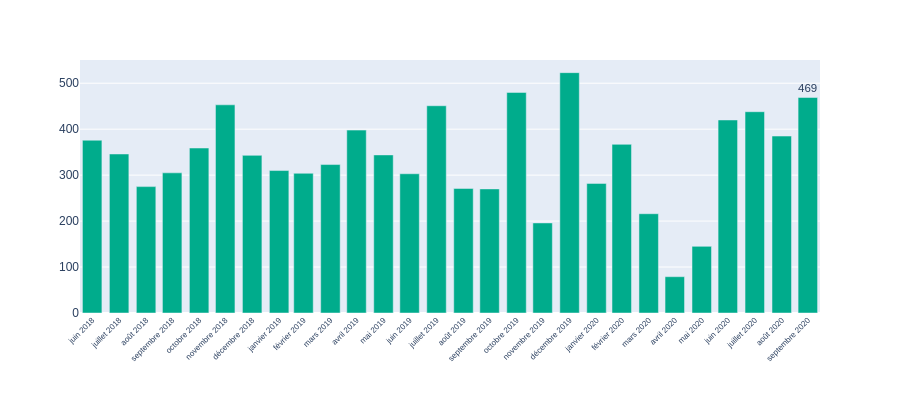 500
400
300
200
100
0
469
juin 2018
juillet 2018
août 2018
septembre 2018
octobre 2018
novembre 2018
décembre 2018
janvier 2019
février 2019
mars 2019
avril 2019
mai 2019
juin 2019
juillet 2019
août 2019
septembre 2019
octobre 2019
novembre 2019
décembre 2019
janvier 2020
février 2020
mars 2020
avril 2020
mai 2020
juin 2020
juillet 2020
août 2020
septembre 2020